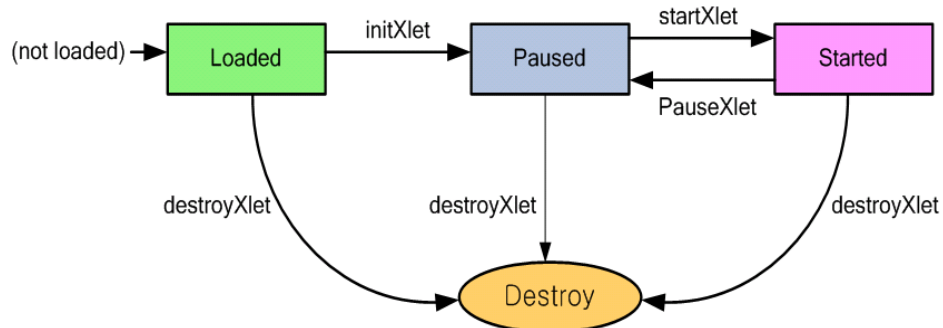 startXlet
initXlet
(not loaded)
Loaded
Paused
Started
PauseXlet
destroyXlet
destroyXlet
destroyXlet
Destroy